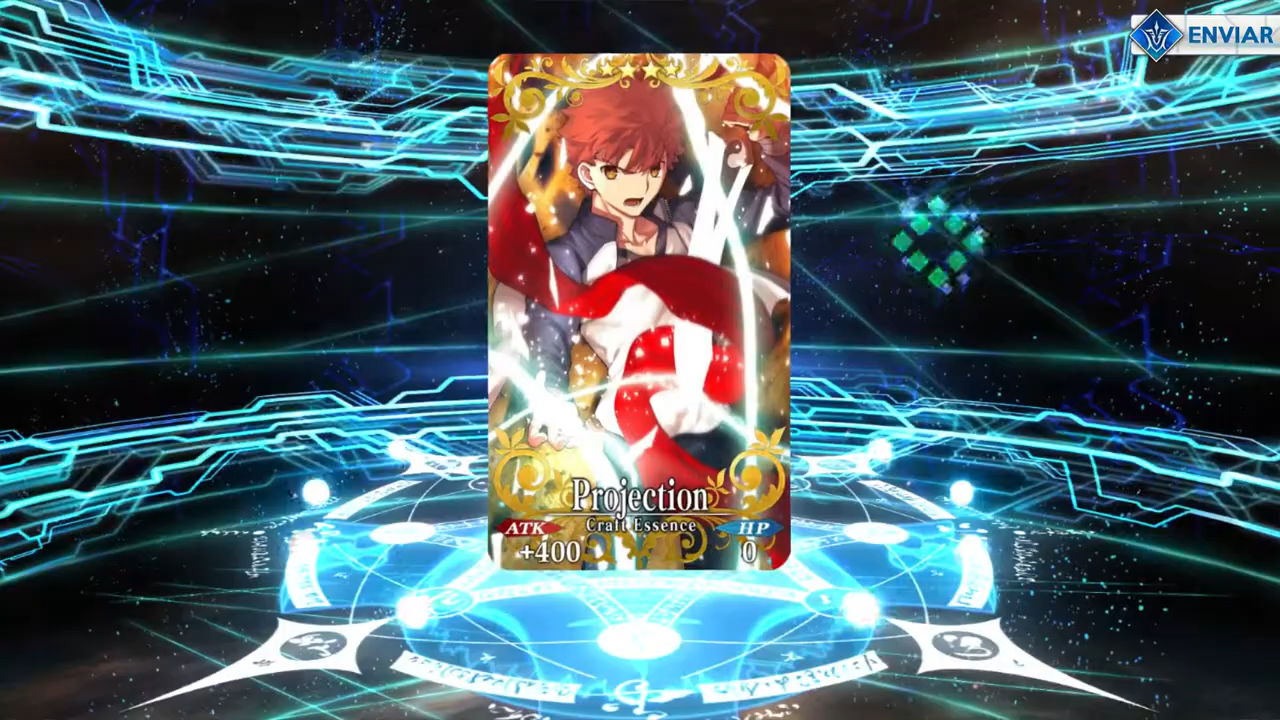 ENVIAR
Projection
Craft Essence
ATK
HP
+400
0